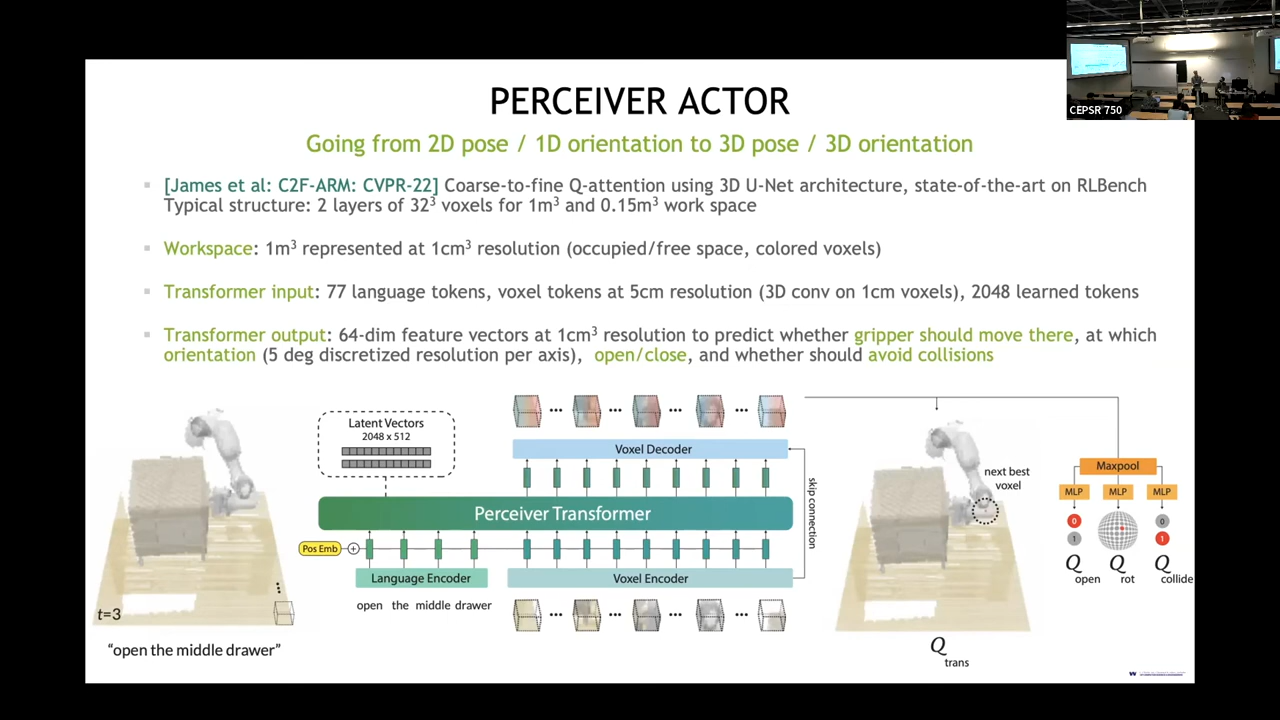 CEPSR 750
PERCEIVER ACTOR
Going from 2D pose / 1D orientation to 3D pose / 3D orientation
[James et al: C2F-ARM: CVPR-22] Coarse-to-fine Q-attention using 3D U-Net architecture, state-of-the-art on RLBench
Typical structure: 2 layers of 32³ voxels for 1m³ and 0.15m³ work space
Workspace: 1m³ represented at 1cm³ resolution (occupied/free space, colored voxels)
Transformer input: 77 language tokens, voxel tokens at 5cm resolution (3D conv on 1cm voxels), 2048 learned tokens
Transformer output: 64-dim feature vectors at 1cm³ resolution to predict whether gripper should move there, at which
orientation (5 deg discretized resolution per axis), open/close, and whether should avoid collisions
t=3
"open the middle drawer"
Latent Vectors
2048 x 512
Voxel Decoder
Perceiver Transformer
skip connection
Pos Emb
+
Language Encoder
Voxel Encoder
open the middle drawer
next best
voxel
Q trans
Maxpool
MLP MLP MLP
0 0
1 1
Q open Q rot Q collide